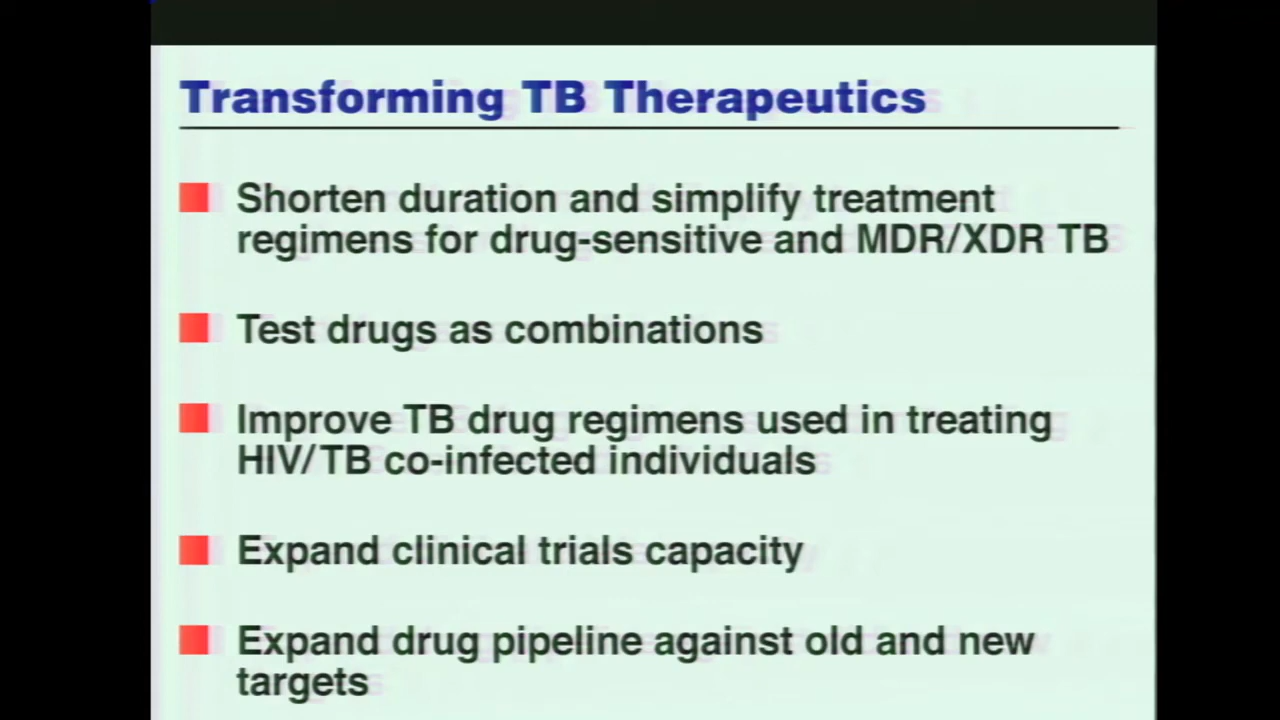 Transforming TB Therapeutics
Shorten duration and simplify treatment
regimens for drug-sensitive and MDR/XDR TB
Test drugs as combinations
Improve TB drug regimens used in treating
HIV/TB co-infected individuals
Expand clinical trials capacity
Expand drug pipeline against old and new
targets